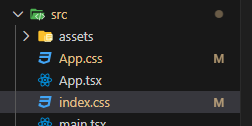 src
assets
App.css M
App.tsx
index.css M
main.tsx